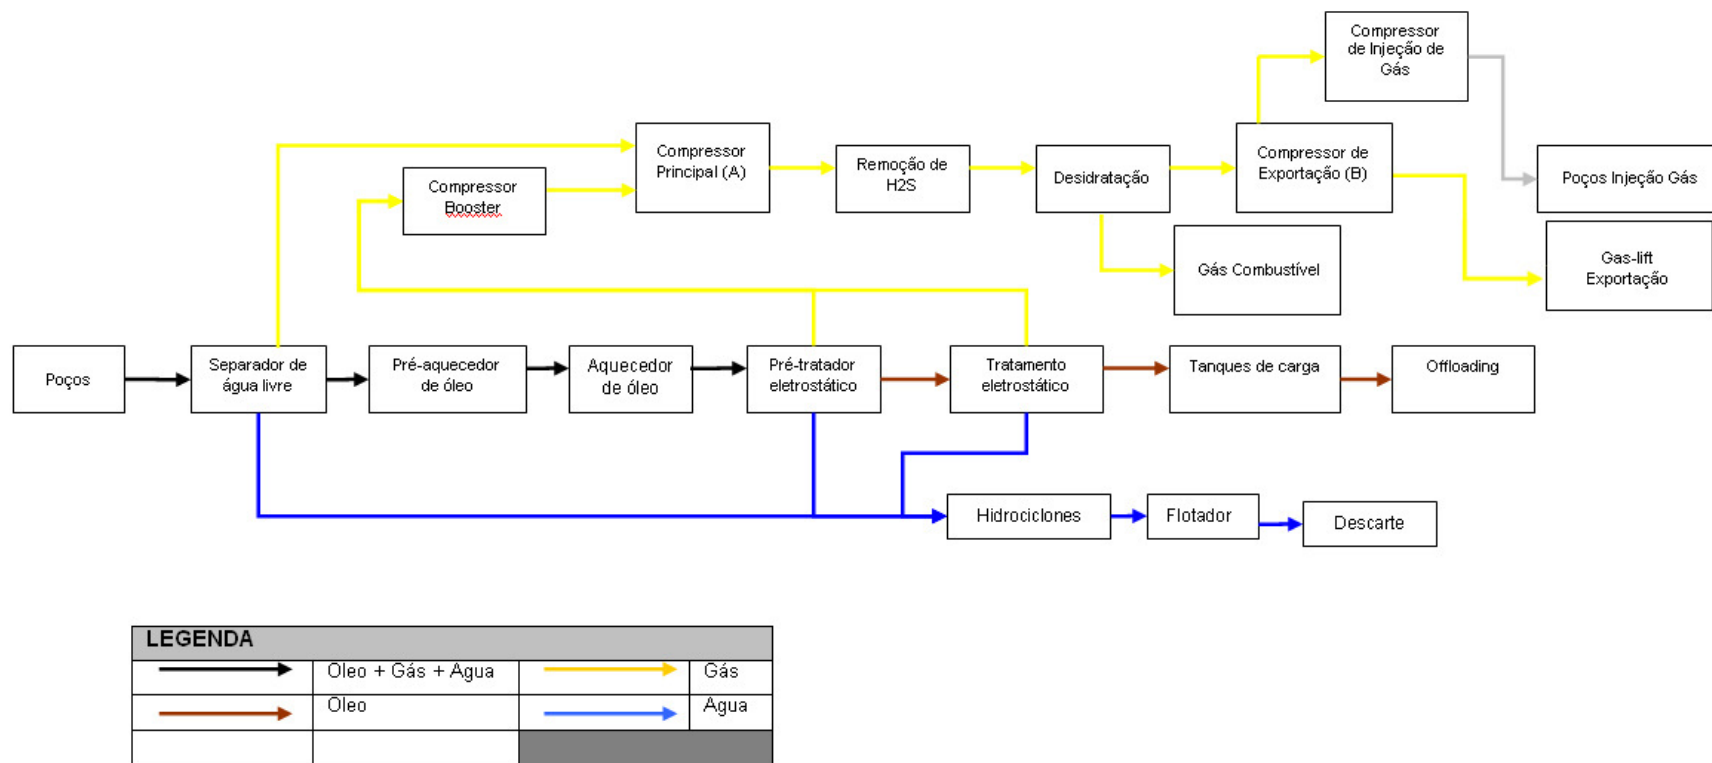 Compressor
de Injeção de
Gás
Compressor
Principal (A)
Remoção de
H2S
Desidratação
Compressor de
Exportação (B)
Poços Injeção Gás
Compressor
Booster
Gás Combustível
Gas-lift
Exportação
Poços
Separador de
água livre
Pré-aquecedor
de óleo
Aquecedor
de óleo
Pré-tratador
eletrostático
Tratamento
eletrostático
Tanques de carga
Offloading
Hidrociclones
Flotador
Descarte
LEGENDA
Oleo + Gás + Agua
Gás
Oleo
Agua